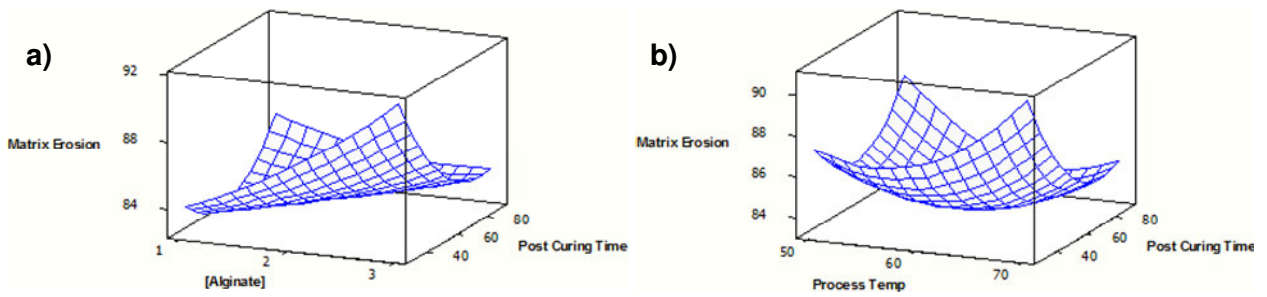 a)
92
Matrix Erosion
88
84
80
60
Post Curing Time
40
1
2
3
[Alginate]
b)
90
Matrix Erosion
88
86
84
80
60
Post Curing Time
40
50
60
70
Process Temp